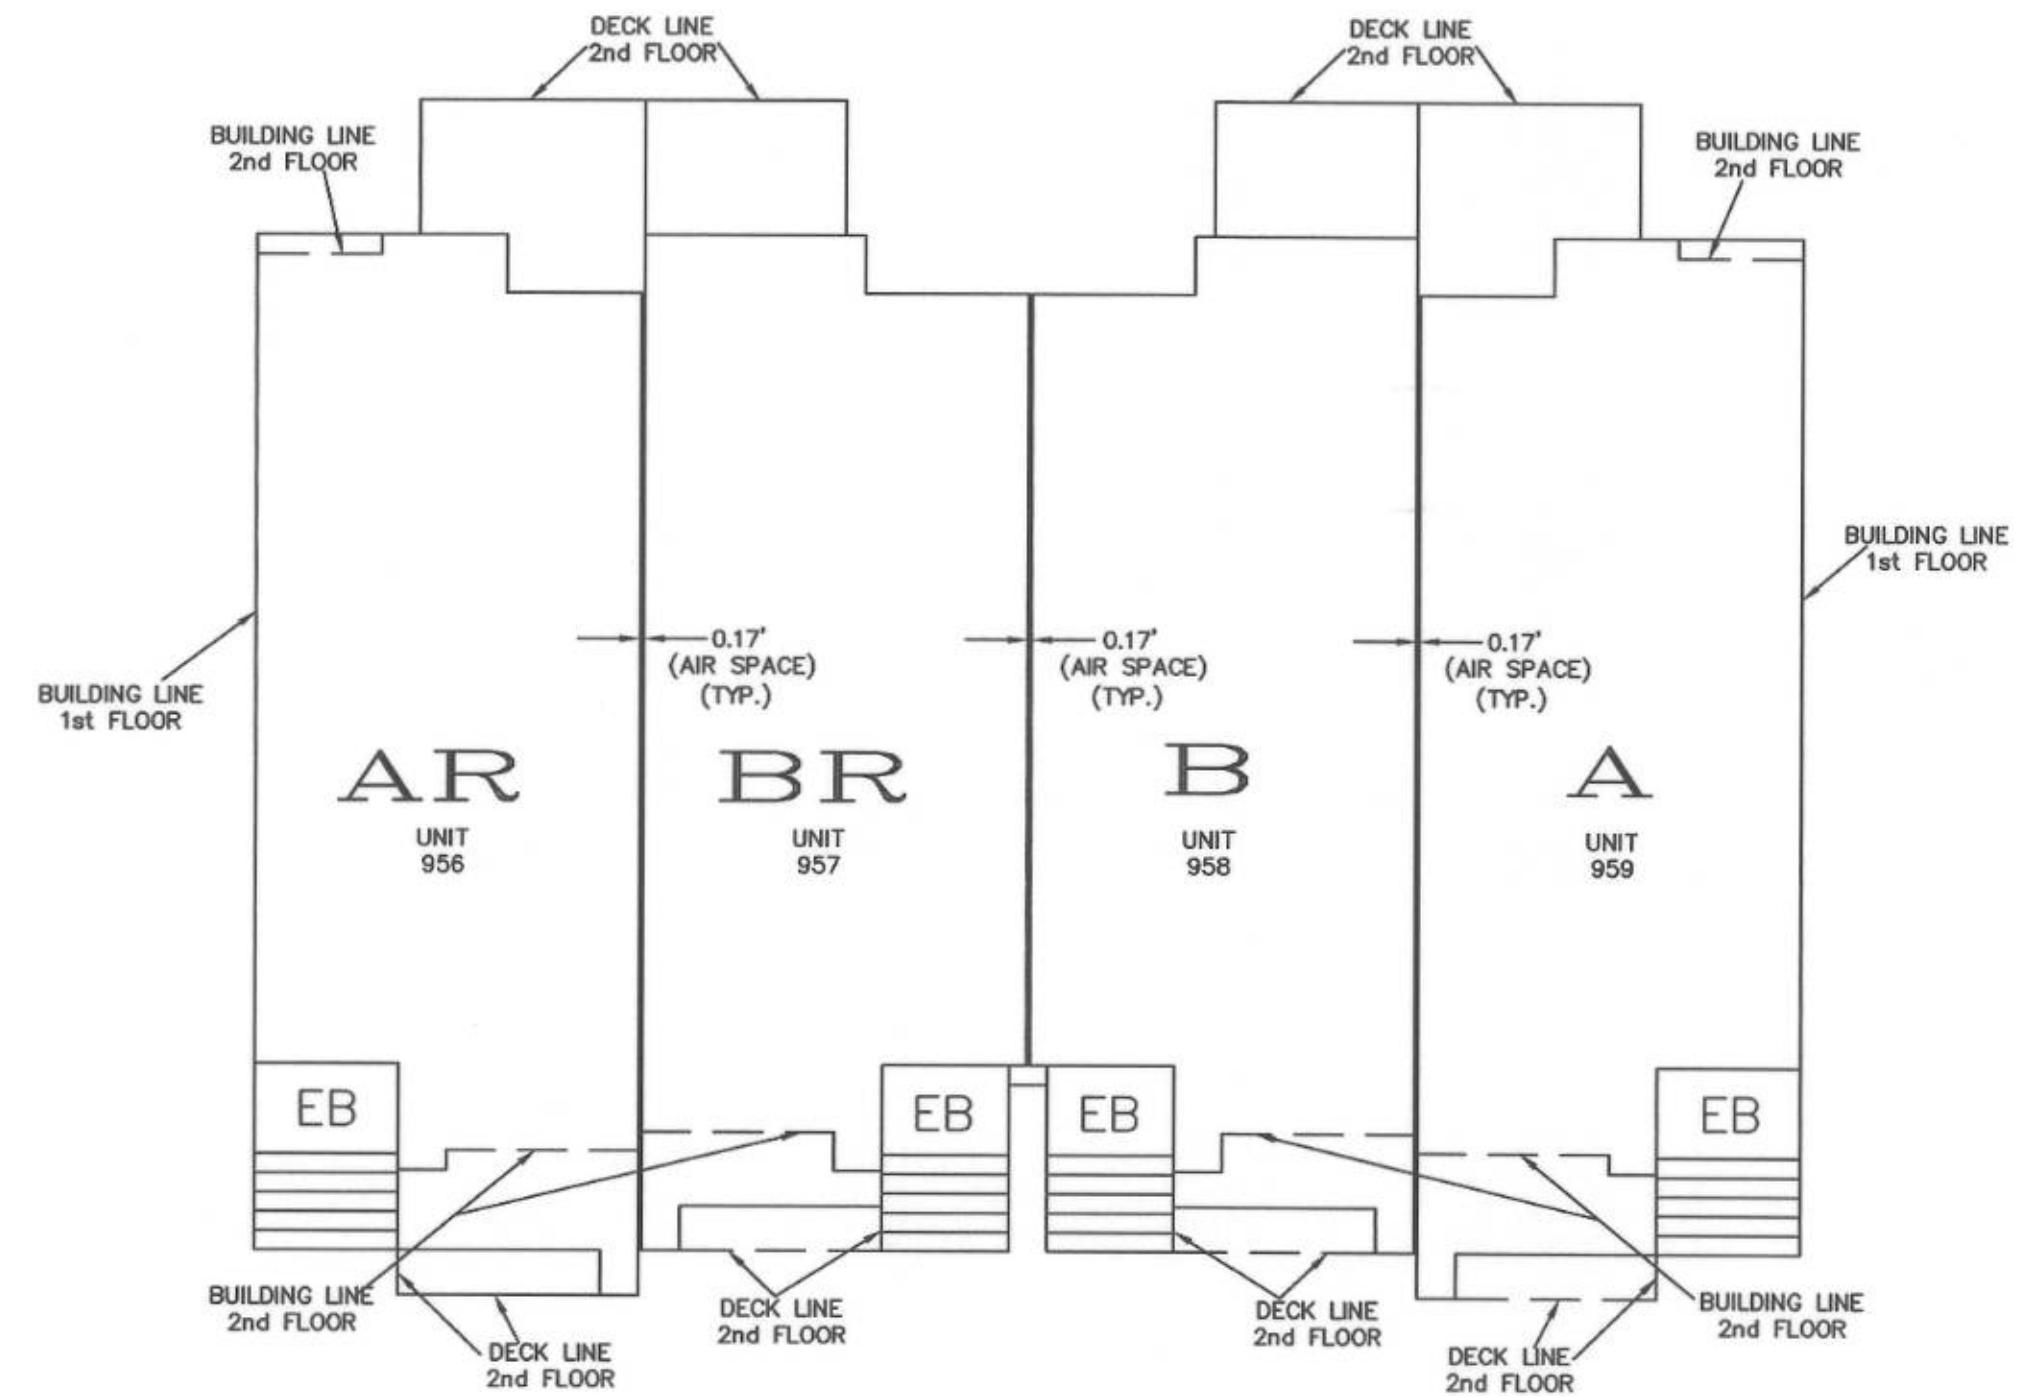 DECK LINE
2nd FLOOR
DECK LINE
2nd FLOOR
BUILDING LINE
2nd FLOOR
BUILDING LINE
2nd FLOOR
BUILDING LINE
1st FLOOR
BUILDING LINE
1st FLOOR
0.17'
(AIR SPACE)
(TYP.)
0.17'
(AIR SPACE)
(TYP.)
0.17'
(AIR SPACE)
(TYP.)
AR
UNIT
956
BR
UNIT
957
B
UNIT
958
A
UNIT
959
EB
EB
EB
EB
BUILDING LINE
2nd FLOOR
DECK LINE
2nd FLOOR
DECK LINE
2nd FLOOR
DECK LINE
2nd FLOOR
DECK LINE
2nd FLOOR
BUILDING LINE
2nd FLOOR